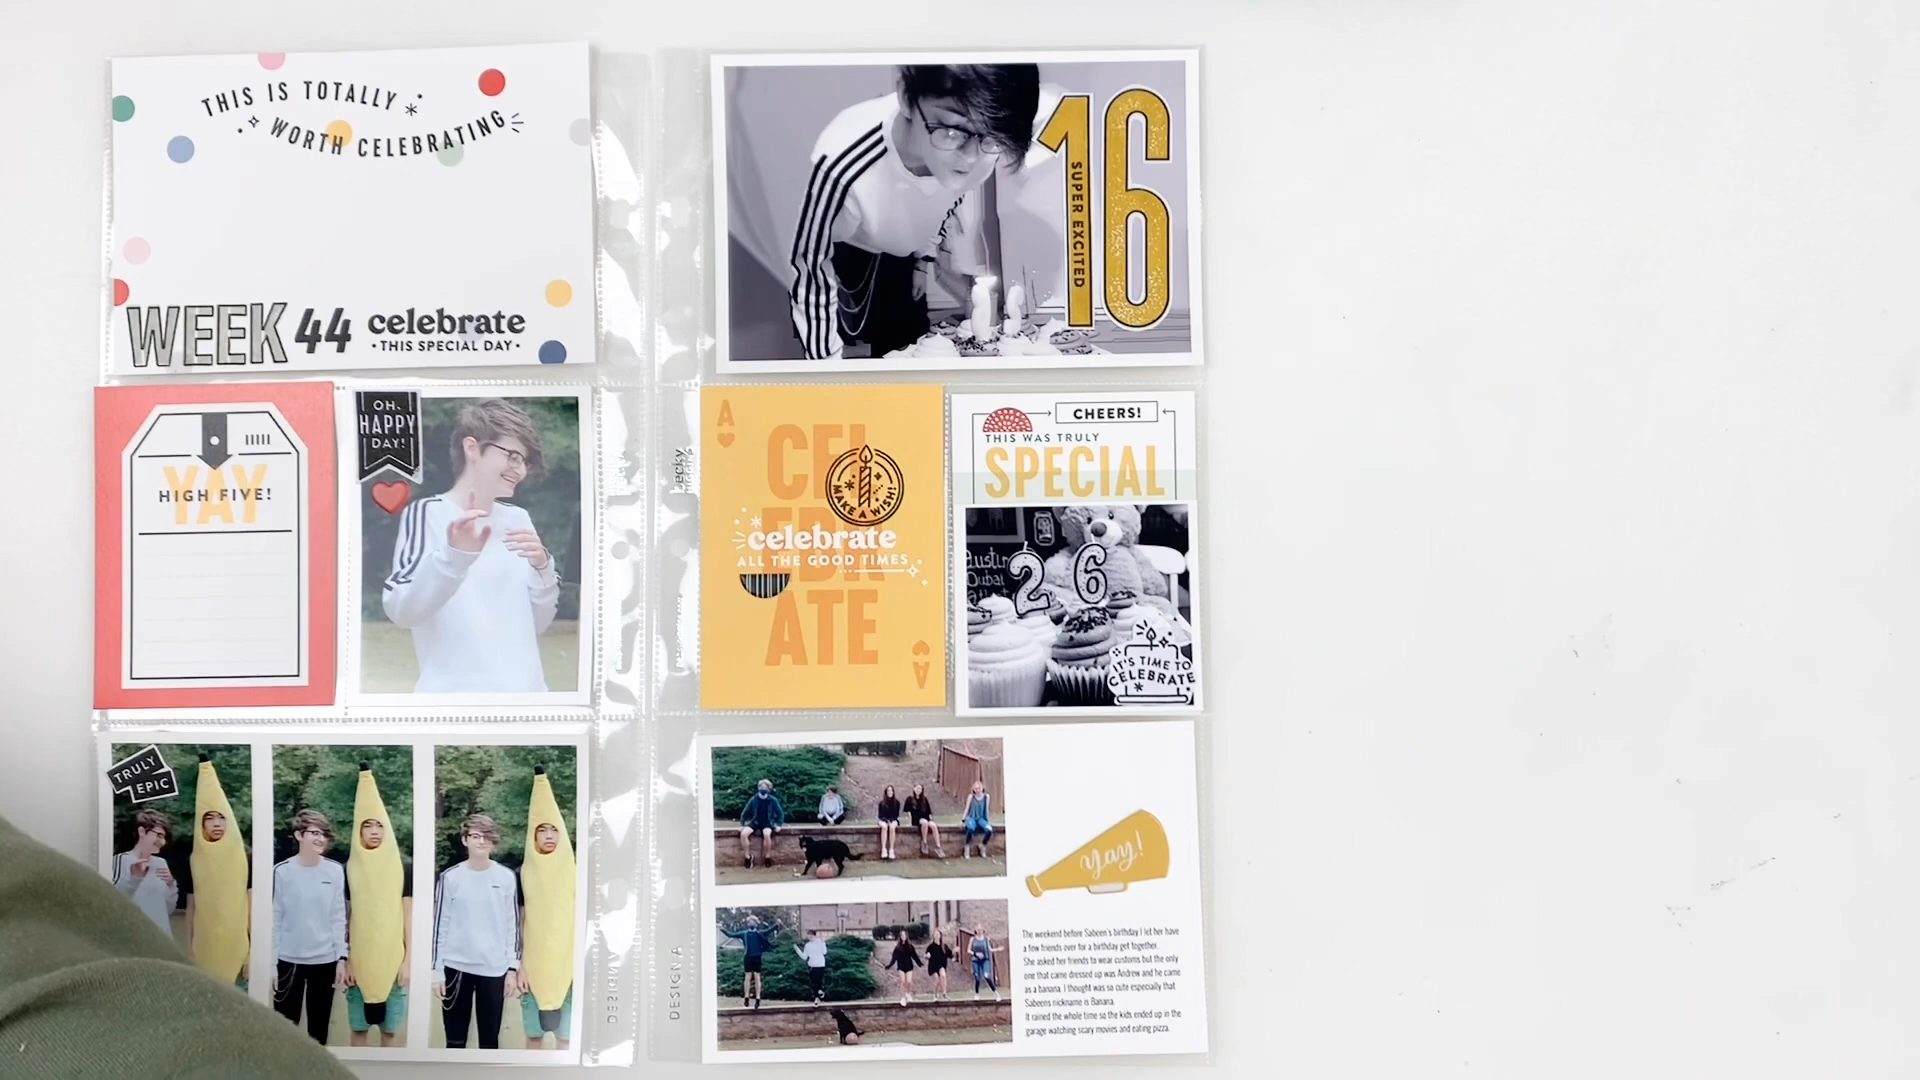 THIS IS TOTALLY
WORTH CELEBRATING
WEEK 44 celebrate
•THIS SPECIAL DAY•
YAY
HIGH FIVE!
OH,
HAPPY
DAY!
TRULY
EPIC
16
SUPER EXCITED
A
CEL
EBR
ATE
MAKE A WISH!
celebrate
ALL THE GOOD TIMES
A
CHEERS!
THIS WAS TRULY
SPECIAL
26
IT'S TIME TO
CELEBRATE
Yay!
The weekend before Sabeen's birthday I let her have
a few friends over for a birthday get together.
She asked her friends to wear customs but the only
one that came dressed up was Andrew and he came
as a banana. I thought was so cute especially that
Sabeens nickname is Banana.
It rained the whole time so the kids ended up in the
garage watching scary movies and eating pizza.
DESIGN A
DESIGN A